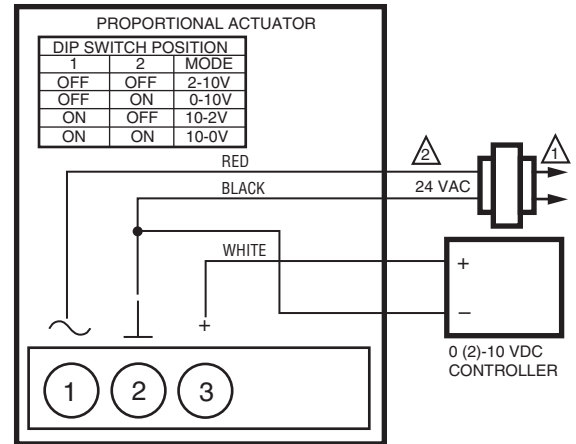 PROPORTIONAL ACTUATOR
DIP SWITCH POSITION
1 2 MODE
OFF OFF 2-10V
OFF ON 0-10V
ON OFF 10-2V
ON ON 10-0V
RED
2
1
BLACK
24 VAC
WHITE
+
–
+
0 (2)-10 VDC
CONTROLLER
1 2 3